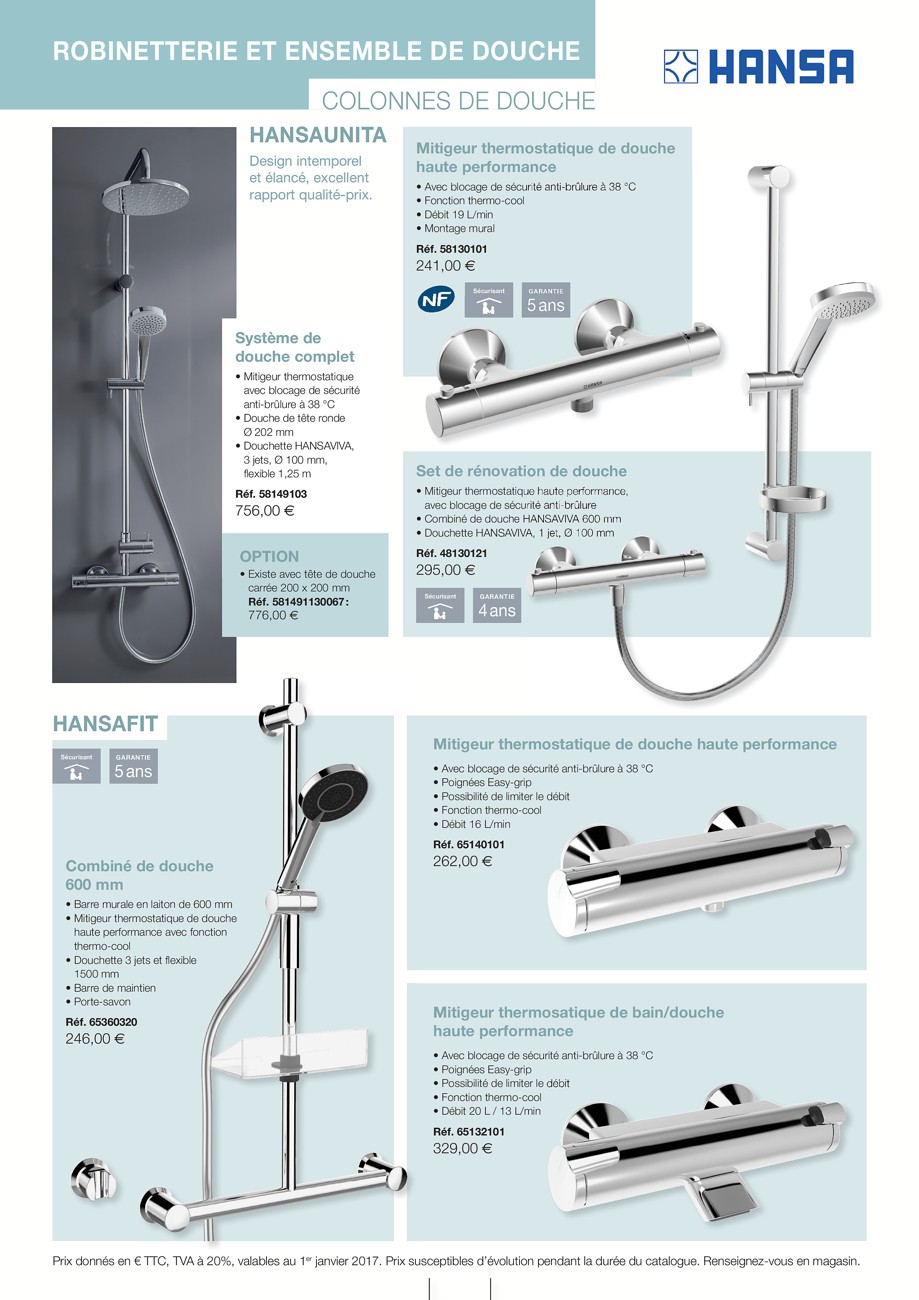 ROBINETTERIE ET ENSEMBLE DE DOUCHE
HANSA
COLONNES DE DOUCHE
HANSAUNITA
Design intemporel
et élancé, excellent
rapport qualité-prix.
Système de
douche complet
• Mitigeur thermostatique
avec blocage de sécurité
anti-brûlure à 38 °C
• Douche de tête ronde
Ø 202 mm
• Douchette HANSAVIVA,
3 jets, Ø 100 mm,
flexible 1,25 m
Réf. 58149103
756,00 €
OPTION
• Existe avec tête de douche
carrée 200 x 200 mm
Réf. 581491130067 :
776,00 €
Mitigeur thermostatique de douche
haute performance
• Avec blocage de sécurité anti-brûlure à 38 °C
• Fonction thermo-cool
• Débit 19 L/min
• Montage mural
Réf. 58130101
241,00 €
NF
Sécurisant
GARANTIE
5 ans
HANSA
Set de rénovation de douche
• Mitigeur thermostatique haute performance,
avec blocage de sécurité anti-brûlure
• Combiné de douche HANSAVIVA 600 mm
• Douchette HANSAVIVA, 1 jet, Ø 100 mm
Réf. 48130121
295,00 €
Sécurisant
GARANTIE
4 ans
HANSAFIT
Sécurisant
GARANTIE
5 ans
Combiné de douche
600 mm
• Barre murale en laiton de 600 mm
• Mitigeur thermostatique de douche
haute performance avec fonction
thermo-cool
• Douchette 3 jets et flexible
1500 mm
• Barre de maintien
• Porte-savon
Réf. 65360320
246,00 €
Mitigeur thermostatique de douche haute performance
• Avec blocage de sécurité anti-brûlure à 38 °C
• Poignées Easy-grip
• Possibilité de limiter le débit
• Fonction thermo-cool
• Débit 16 L/min
Réf. 65140101
262,00 €
Mitigeur thermosatique de bain/douche
haute performance
• Avec blocage de sécurité anti-brûlure à 38 °C
• Poignées Easy-grip
• Possibilité de limiter le débit
• Fonction thermo-cool
• Débit 20 L / 13 L/min
Réf. 65132101
329,00 €
Prix donnés en € TTC, TVA à 20%, valables au 1er janvier 2017. Prix susceptibles d'évolution pendant la durée du catalogue. Renseignez-vous en magasin.